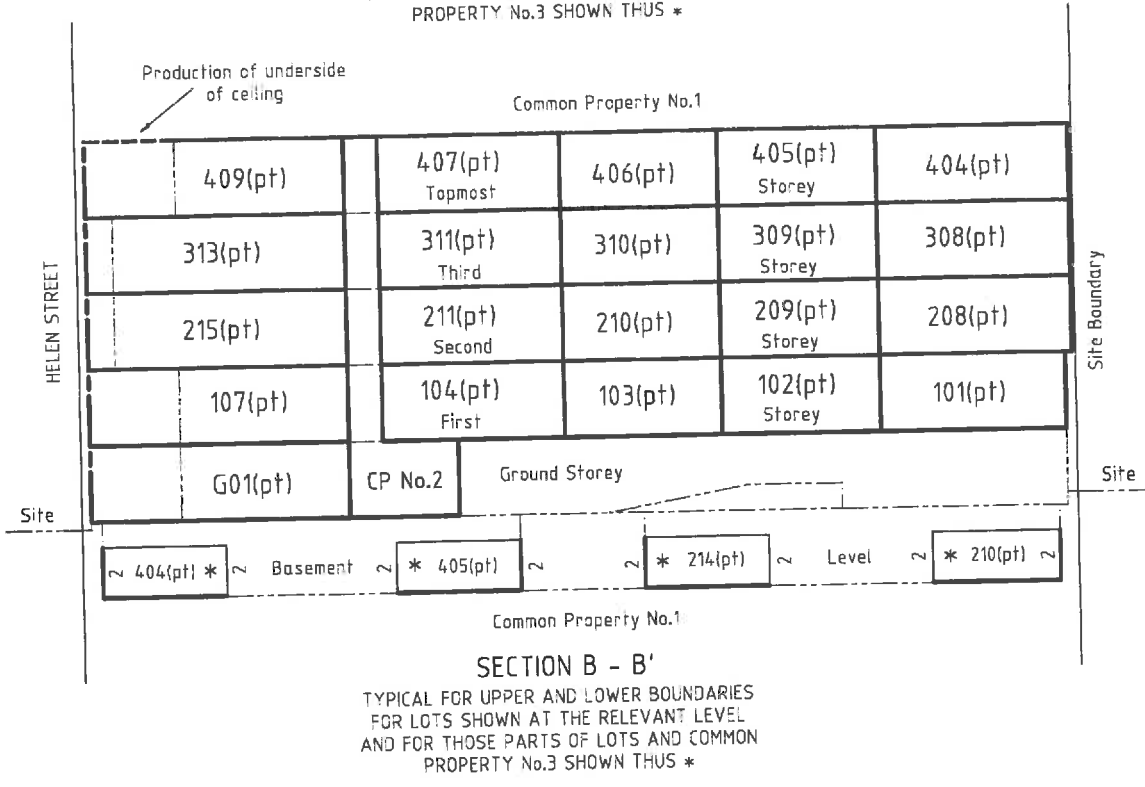 PROPERTY No.3 SHOWN THUS *
Production of underside
of ceiling
Common Property No.1
409(pt)
407(pt)
Topmost
406(pt)
405(pt)
Storey
404(pt)
313(pt)
311(pt)
Third
310(pt)
309(pt)
Storey
308(pt)
HELEN STREET
Site Boundary
215(pt)
211(pt)
Second
210(pt)
209(pt)
Storey
208(pt)
107(pt)
104(pt)
First
103(pt)
102(pt)
Storey
101(pt)
G01(pt)
CP No.2
Ground Storey
Site
Site
~ 404(pt) * ~ Basement ~ * 405(pt) ~ ~ * 214(pt) ~ Level ~ * 210(pt) ~
Common Property No.1
SECTION B - B'
TYPICAL FOR UPPER AND LOWER BOUNDARIES
FOR LOTS SHOWN AT THE RELEVANT LEVEL
AND FOR THOSE PARTS OF LOTS AND COMMON
PROPERTY No.3 SHOWN THUS *